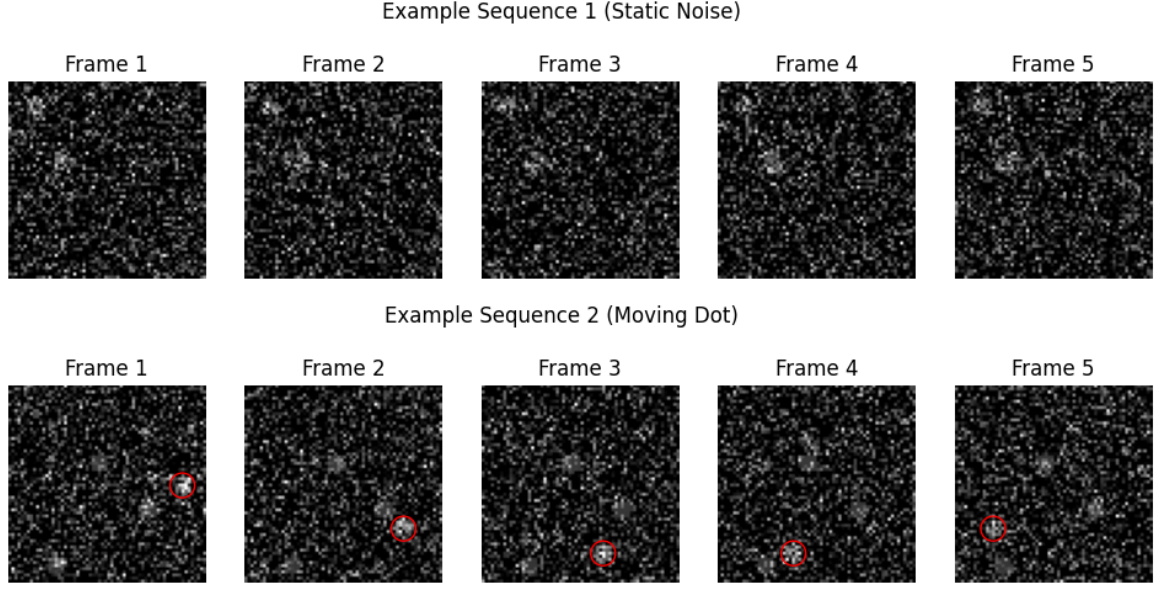 Example Sequence 1 (Static Noise)
Frame 1 Frame 2 Frame 3 Frame 4 Frame 5
Example Sequence 2 (Moving Dot)
Frame 1 Frame 2 Frame 3 Frame 4 Frame 5